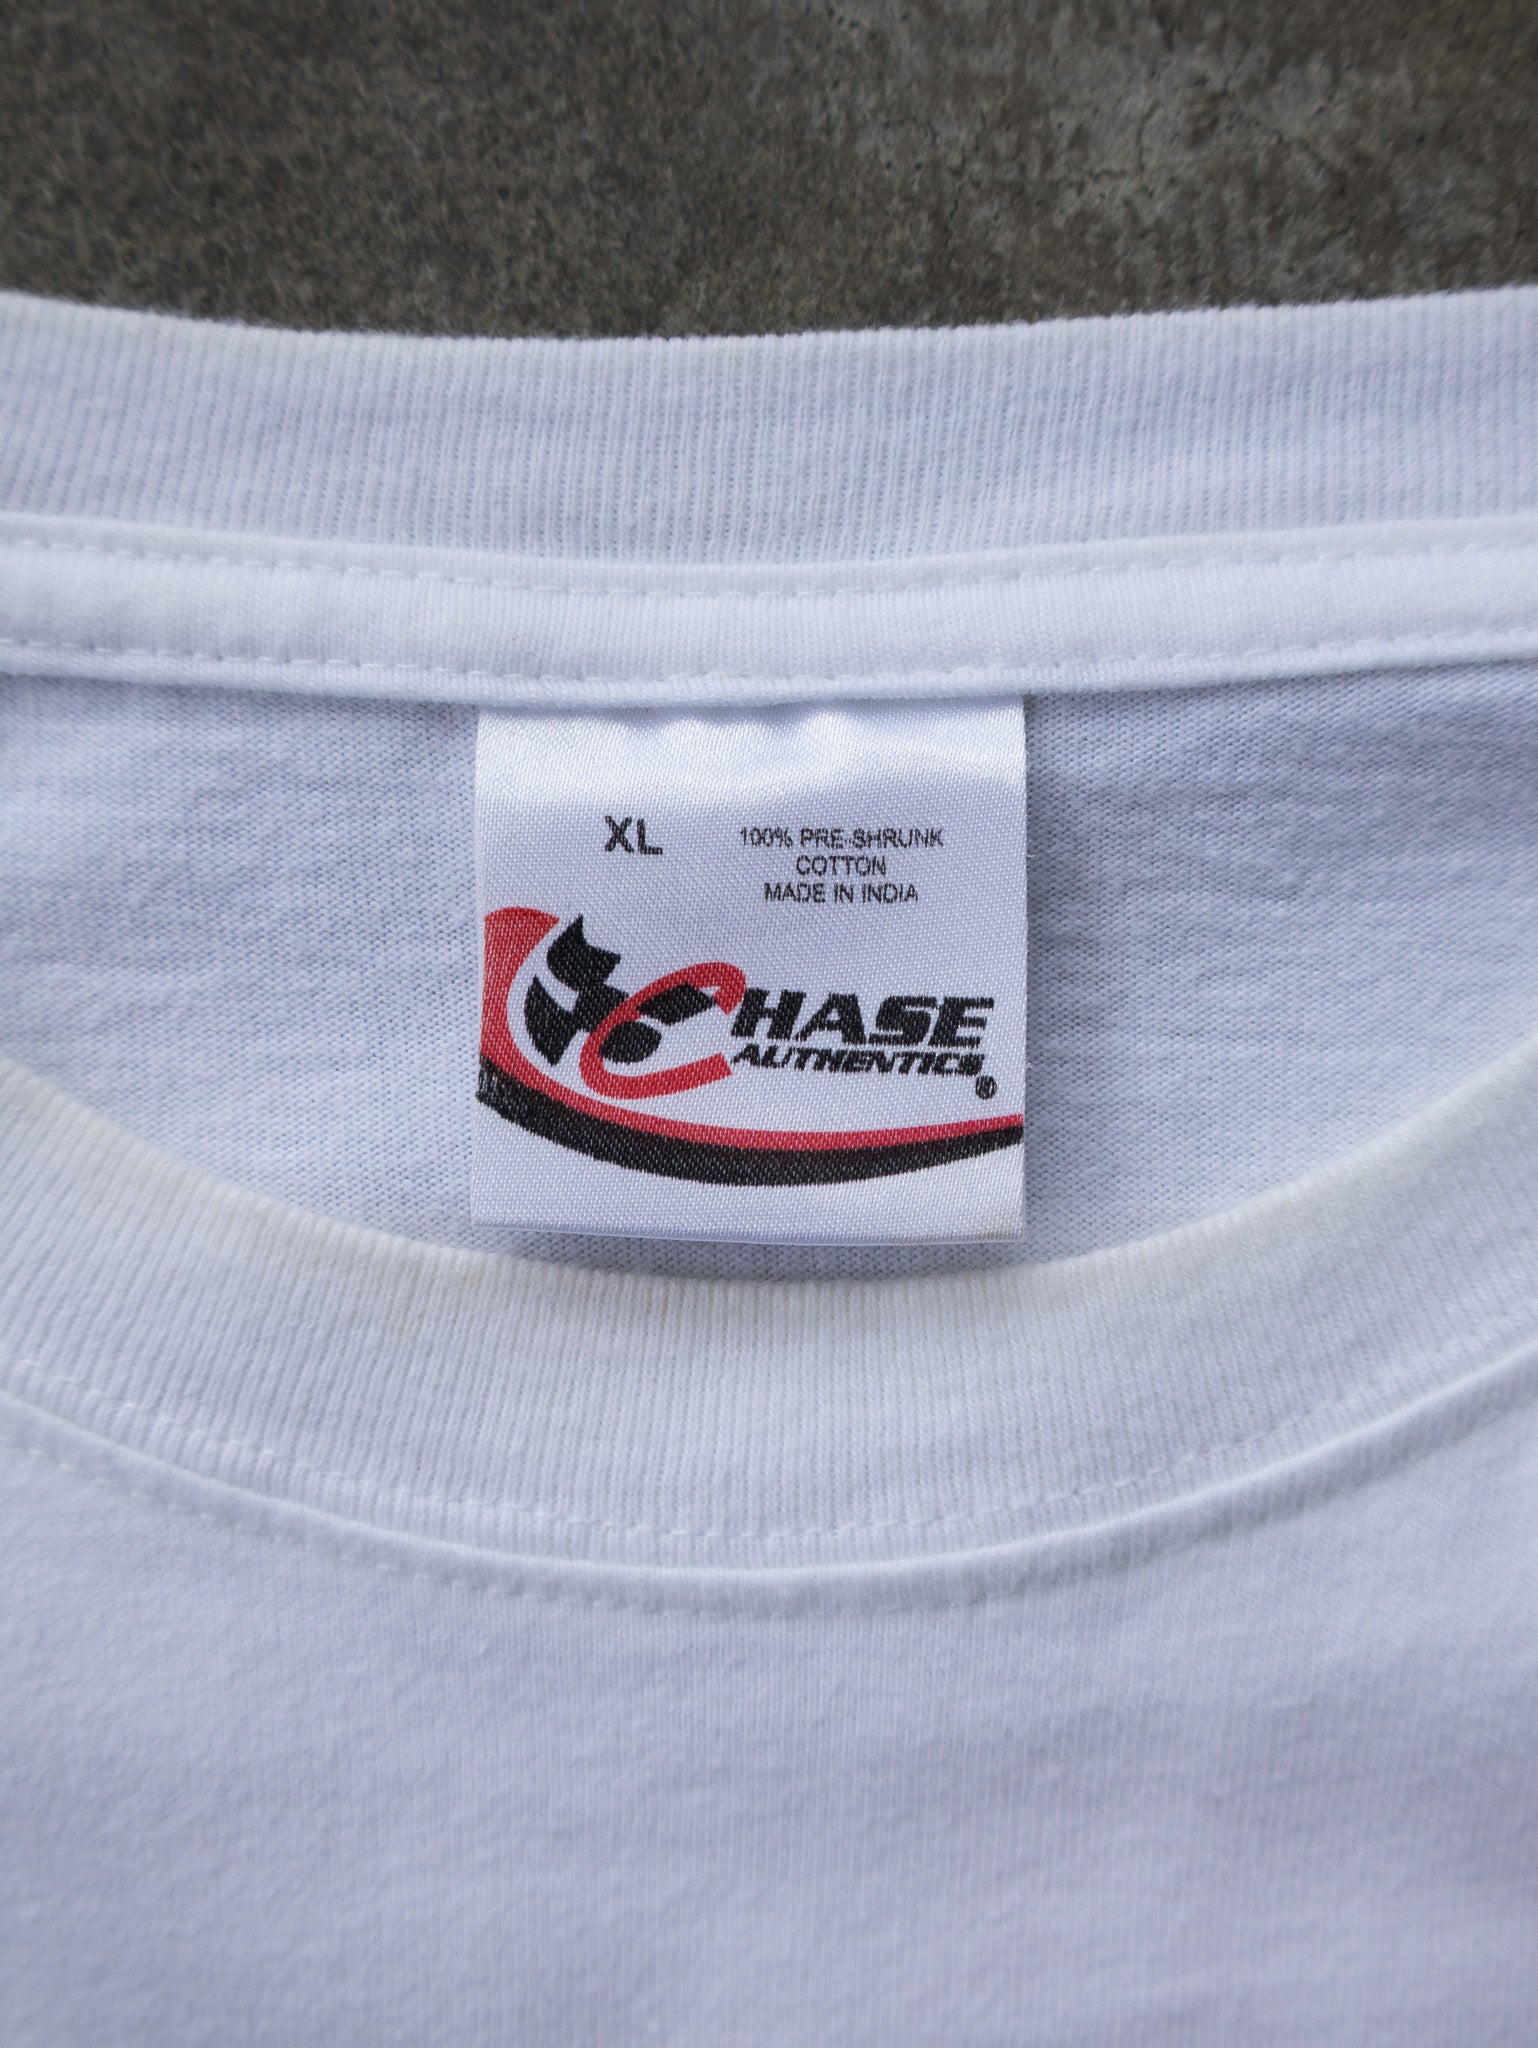 XL
100% PRE-SHRUNK
COTTON
MADE IN INDIA
CHASE
AUTHENTICS®